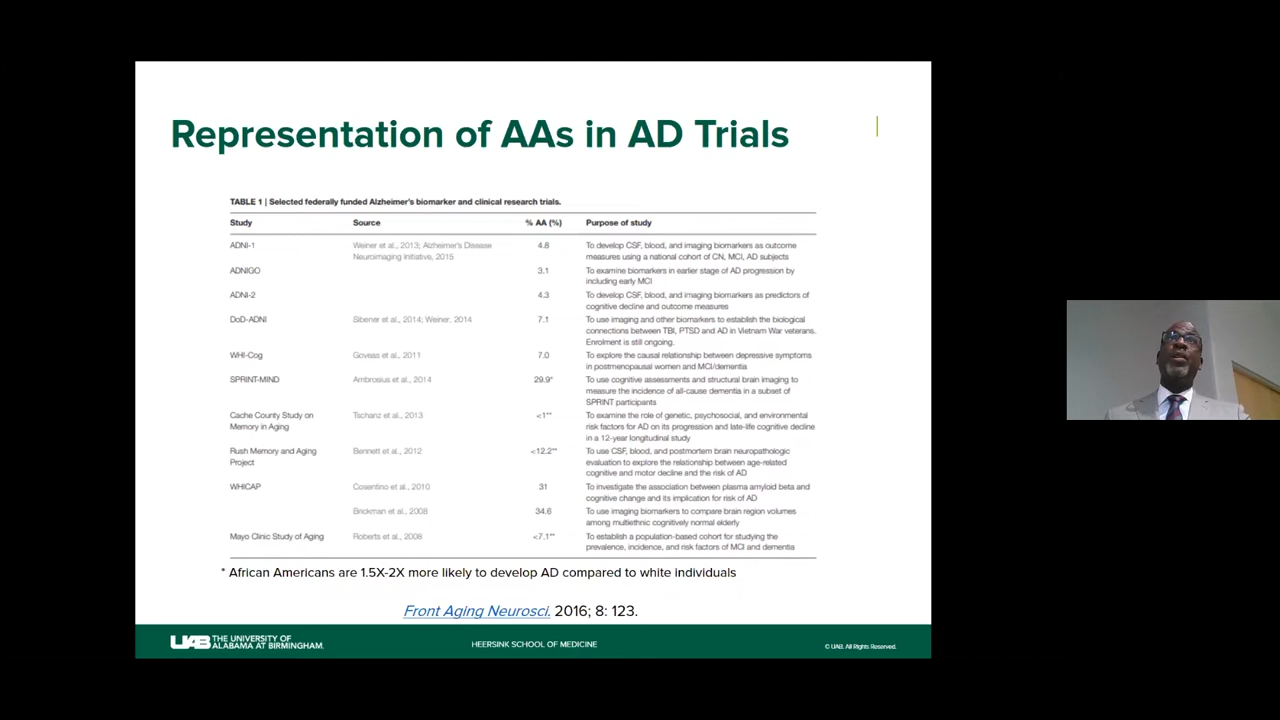 Representation of AAs in AD Trials
TABLE 1 | Selected federally funded Alzheimer's biomarker and clinical research trials.
Study Source % AA (%) Purpose of study
ADNI-1 Weiner et al., 2013; Alzheimer's Disease 4.8 To develop CSF, blood, and imaging biomarkers as outcome
Neuroimaging Initiative, 2015 measures using a national cohort of CN, MCI, AD subjects
ADNIGO 3.1 To examine biomarkers in earlier stage of AD progression by
including early MCI
ADNI-2 4.3 To develop CSF, blood, and imaging biomarkers as predictors of
cognitive decline and outcome measures
DoD-ADNI et al., 2014; Weiner, 2014 7.1 To use imaging and other biomarkers to establish the biological
connections between TBI, PTSD and AD in Vietnam War veterans.
Enrolment is still ongoing.
WHI-Cog Goveas et al., 2011 7.0 To explore the causal relationship between depressive symptoms
in postmenopausal women and MCI/dementia
SPRINT-MIND Ambrosius et al., 2014 29.9* To use cognitive assessments and structural brain imaging to
measure the incidence of all-cause dementia in a subset of
SPRINT participants
Cache County Study on Tschanz et al., 2013 <1** To examine the role of genetic, psychosocial, and environmental
Memory in Aging risk factors for AD on its progression and late-life cognitive decline
in a 12-year longitudinal study
Rush Memory and Aging Bennett et al., 2012 <12.2** To use CSF, blood, and postmortem brain neuropathologic
Project evaluation to explore the relationship between age-related
cognitive and motor decline and the risk of AD
WHICAP Cosentino et al., 2010 31 To investigate the association between plasma amyloid beta and
cognitive change and its implication for risk of AD
Brickman et al., 2008 34.6 To use imaging biomarkers to compare brain region volumes
among multiethnic cognitively normal elderly
Mayo Clinic Study of Aging Roberts et al., 2008 <7.1** To establish a population-based cohort for studying the
prevalence, incidence, and risk factors of MCI and dementia
* African Americans are 1.5X-2X more likely to develop AD compared to white individuals
Front Aging Neurosci. 2016; 8: 123.
UAB THE UNIVERSITY OF
ALABAMA AT BIRMINGHAM.
HEERSINK SCHOOL OF MEDICINE
© UAB. All Rights Reserved.